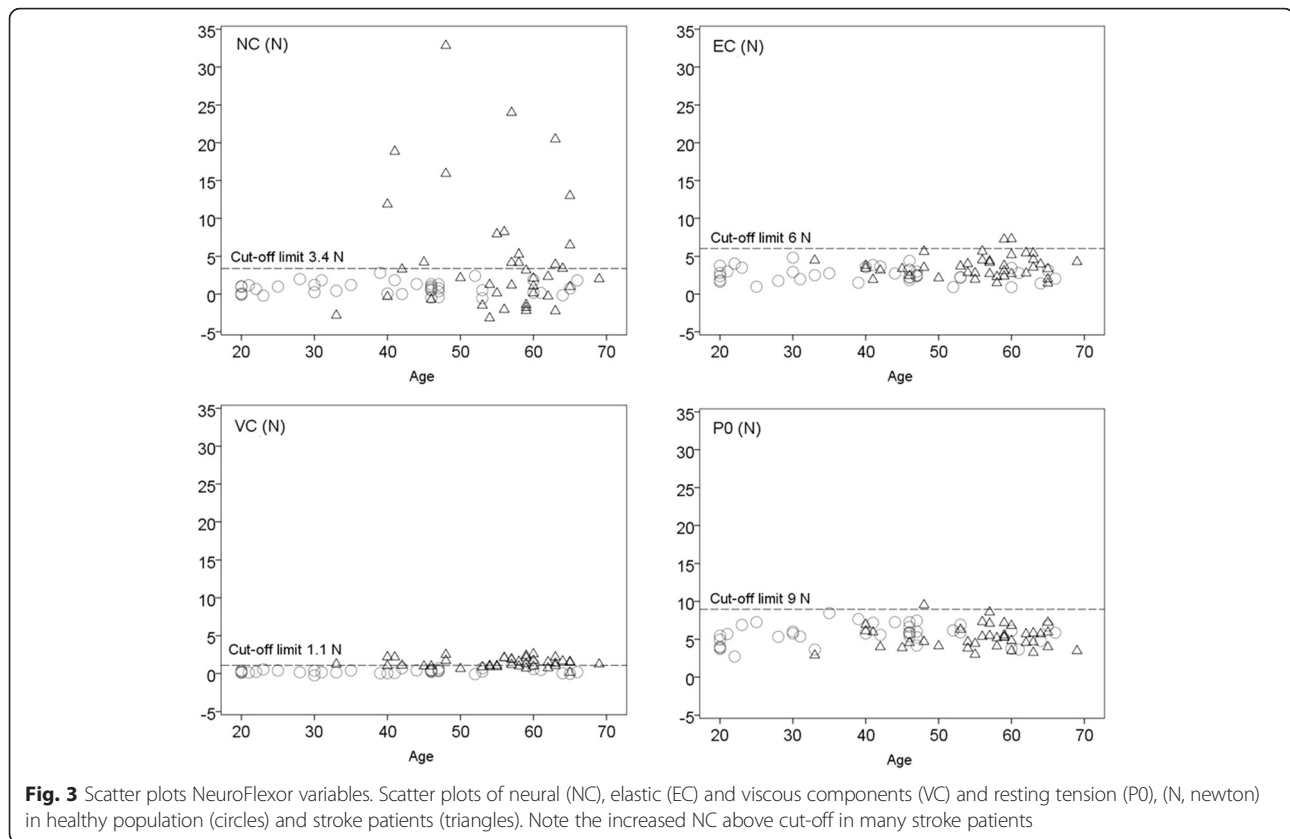 NC (N)
35
30
25
20
15
10
5
0
-5
Cut-off limit 3.4 N
20 30 40 50 60 70
Age
EC (N)
35
30
25
20
15
10
5
0
-5
Cut-off limit 6 N
20 30 40 50 60 70
Age
VC (N)
35
30
25
20
15
10
5
0
-5
Cut-off limit 1.1 N
20 30 40 50 60 70
Age
P0 (N)
35
30
25
20
15
10
5
0
-5
Cut-off limit 9 N
20 30 40 50 60 70
Age
Fig. 3 Scatter plots NeuroFlexor variables. Scatter plots of neural (NC), elastic (EC) and viscous components (VC) and resting tension (P0), (N, newton)
in healthy population (circles) and stroke patients (triangles). Note the increased NC above cut-off in many stroke patients